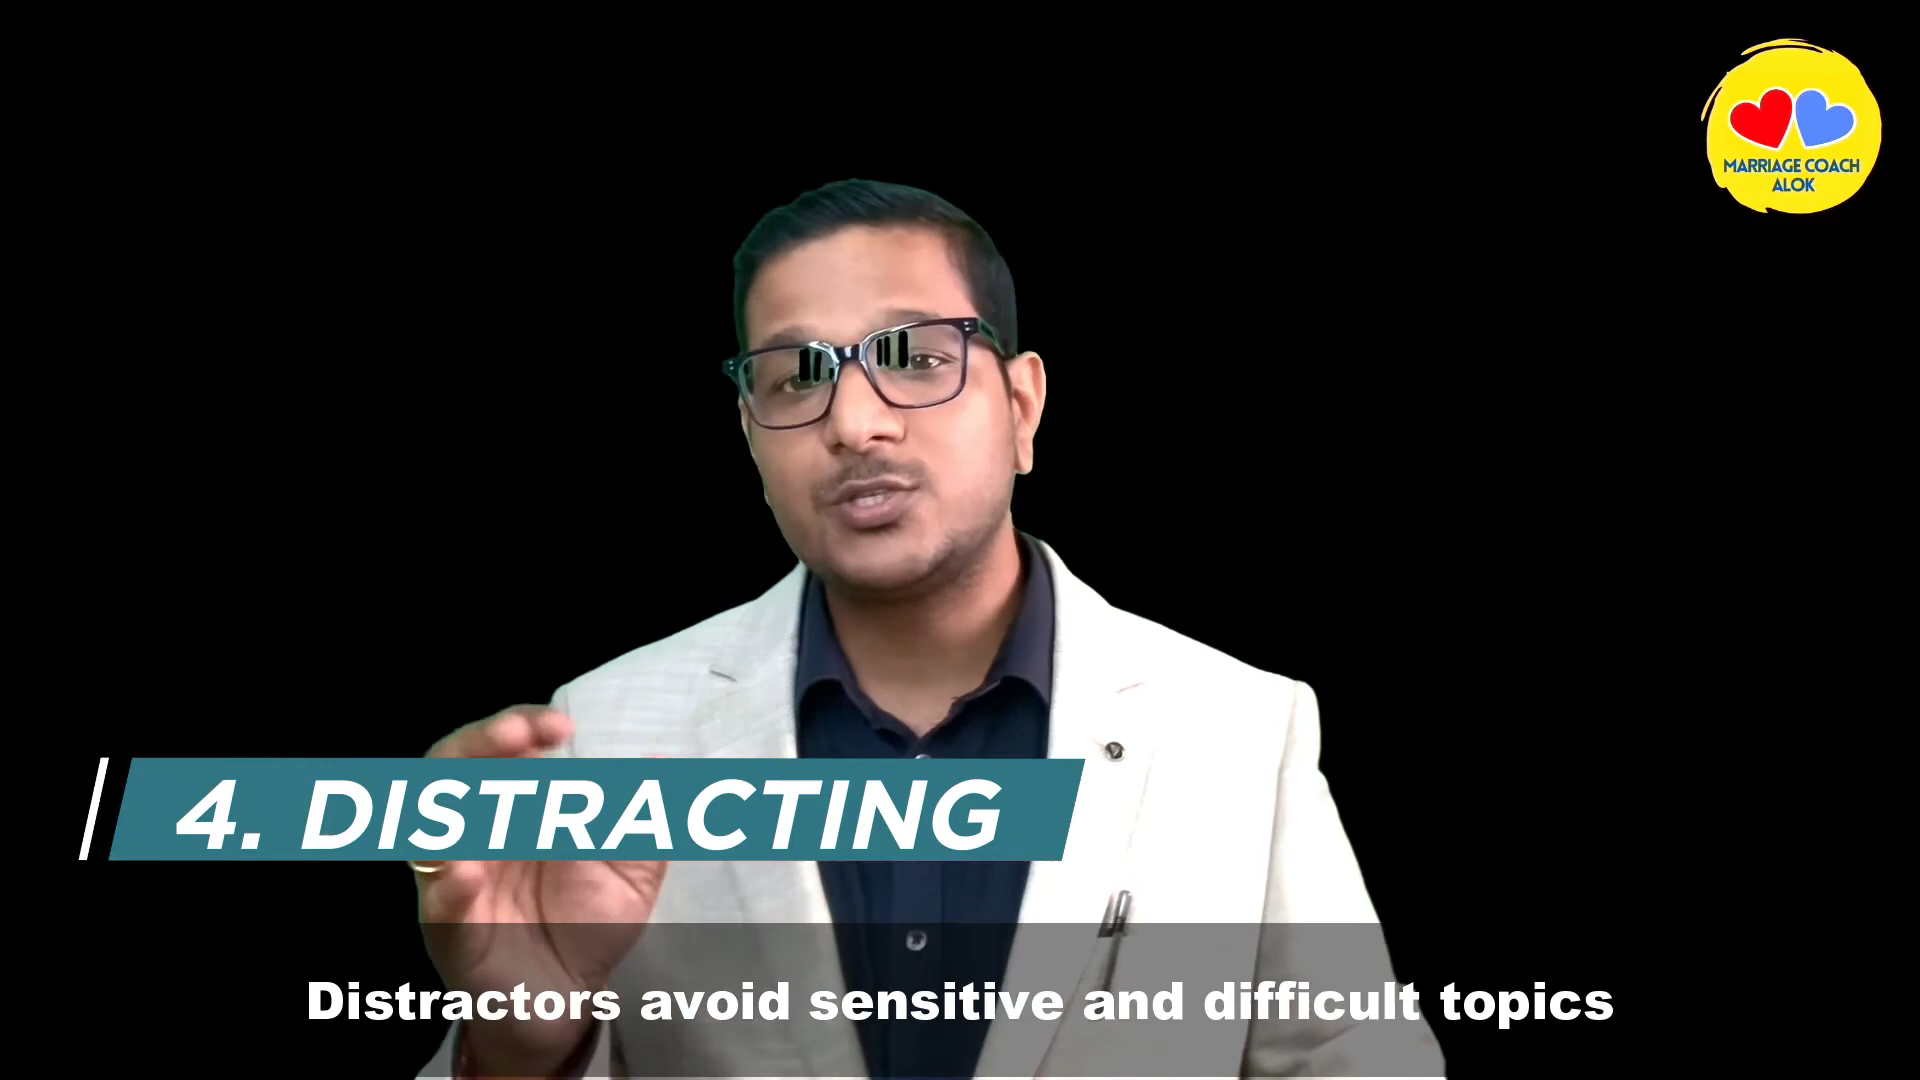 MARRIAGE COACH
ALOK
4. DISTRACTING
Distractors avoid sensitive and difficult topics